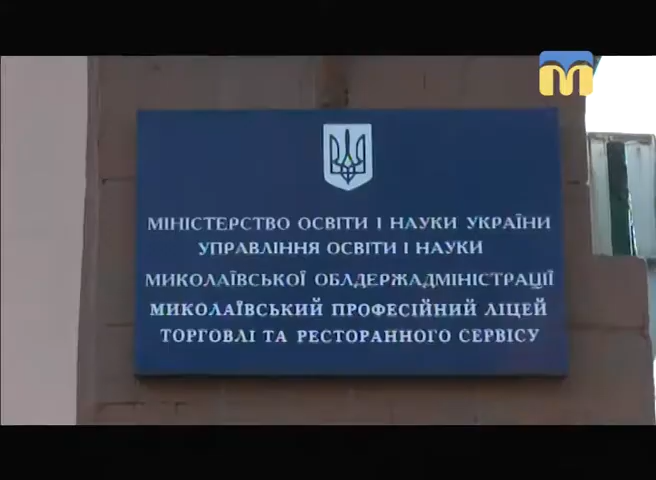 М
МІНІСТЕРСТВО ОСВІТИ І НАУКИ УКРАЇНИ
УПРАВЛІННЯ ОСВІТИ І НАУКИ
МИКОЛАЇВСЬКОЇ ОБЛДЕРЖАДМІНІСТРАЦІЇ
МИКОЛАЇВСЬКИЙ ПРОФЕСІЙНИЙ ЛІЦЕЙ
ТОРГОВЛІ ТА РЕСТОРАННОГО СЕРВІСУ